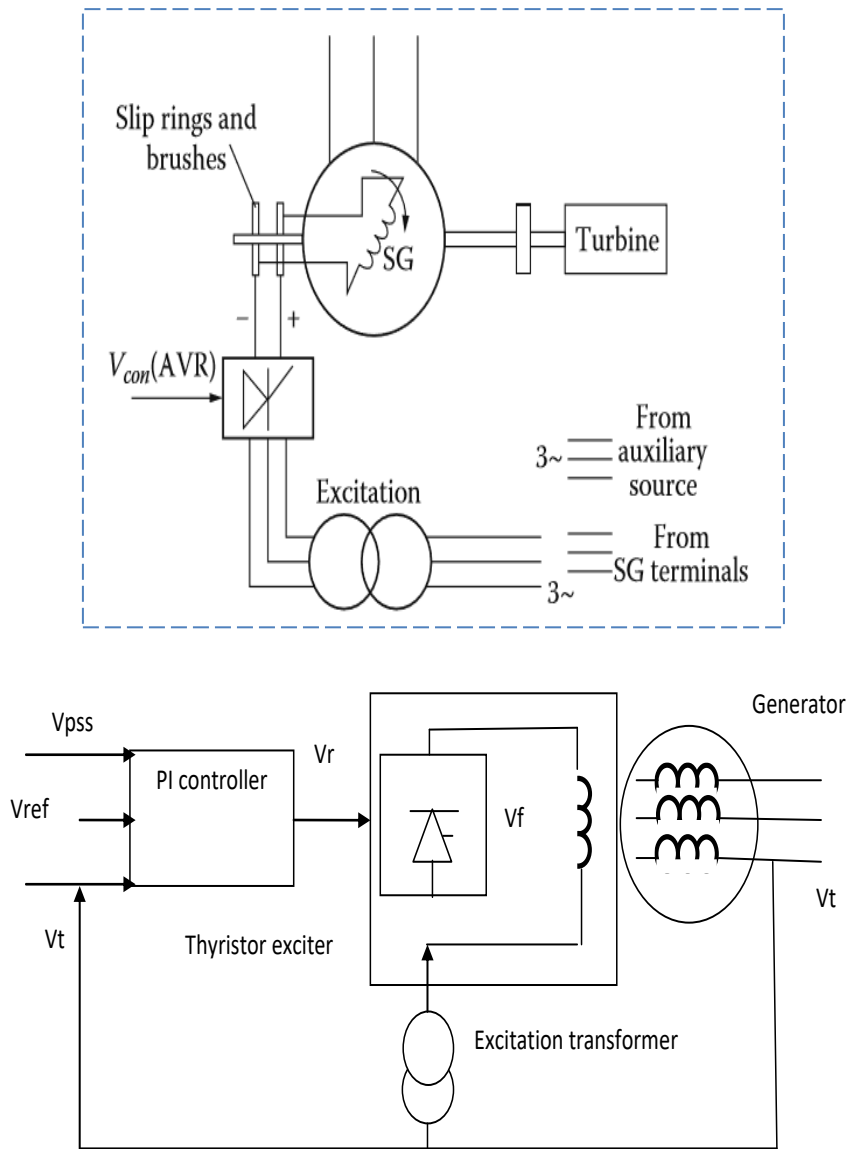 Slip rings and
brushes
SG
Turbine
− +
Vcon(AVR)
From
3~ auxiliary
source
Excitation
From
SG terminals
3~
Generator
Vpss
Vr
PI controller
Vref
Vf
Vt
Vt
Thyristor exciter
Excitation transformer